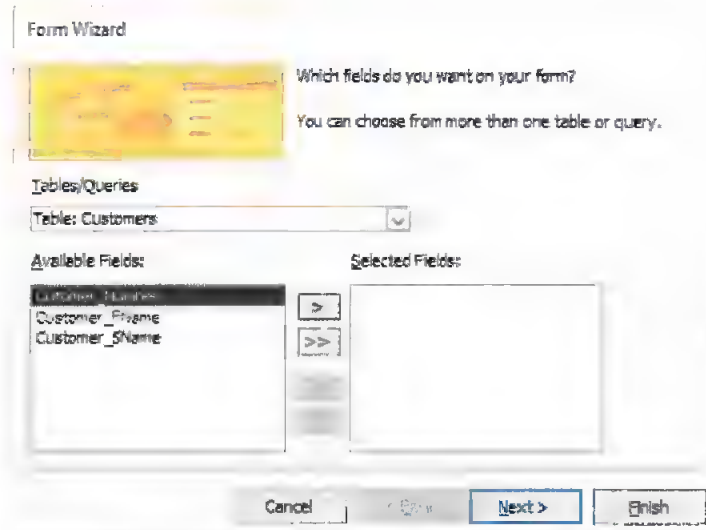 Form Wizard
Which fields do you want on your form?
You can choose from more than one table or query.
Tables/Queries
Table: Customers
Available Fields:
Selected Fields:
>
Customer_SName
>>
Cancel
Next >
Finish